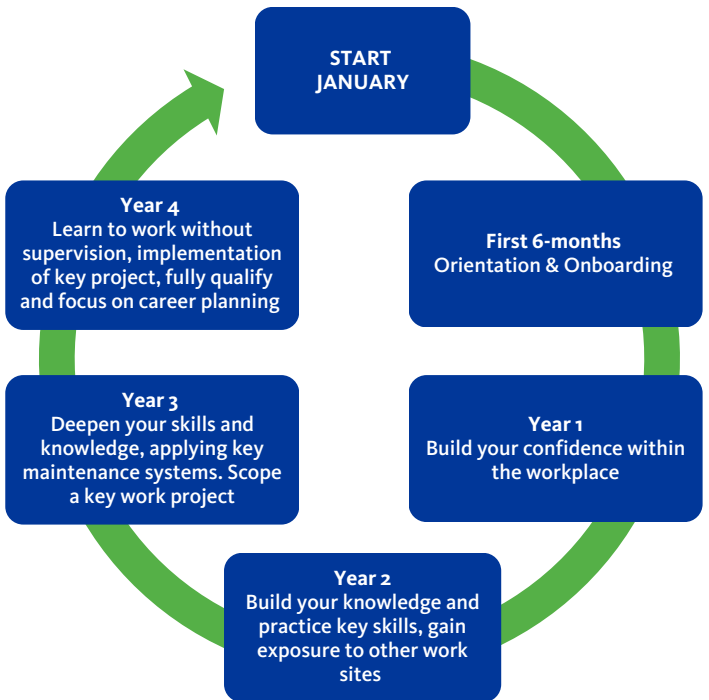 START
JANUARY
First 6-months
Orientation & Onboarding
Year 1
Build your confidence within
the workplace
Year 2
Build your knowledge and
practice key skills, gain
exposure to other work
sites
Year 3
Deepen your skills and
knowledge, applying key
maintenance systems. Scope
a key work project
Year 4
Learn to work without
supervision, implementation
of key project, fully qualify
and focus on career planning